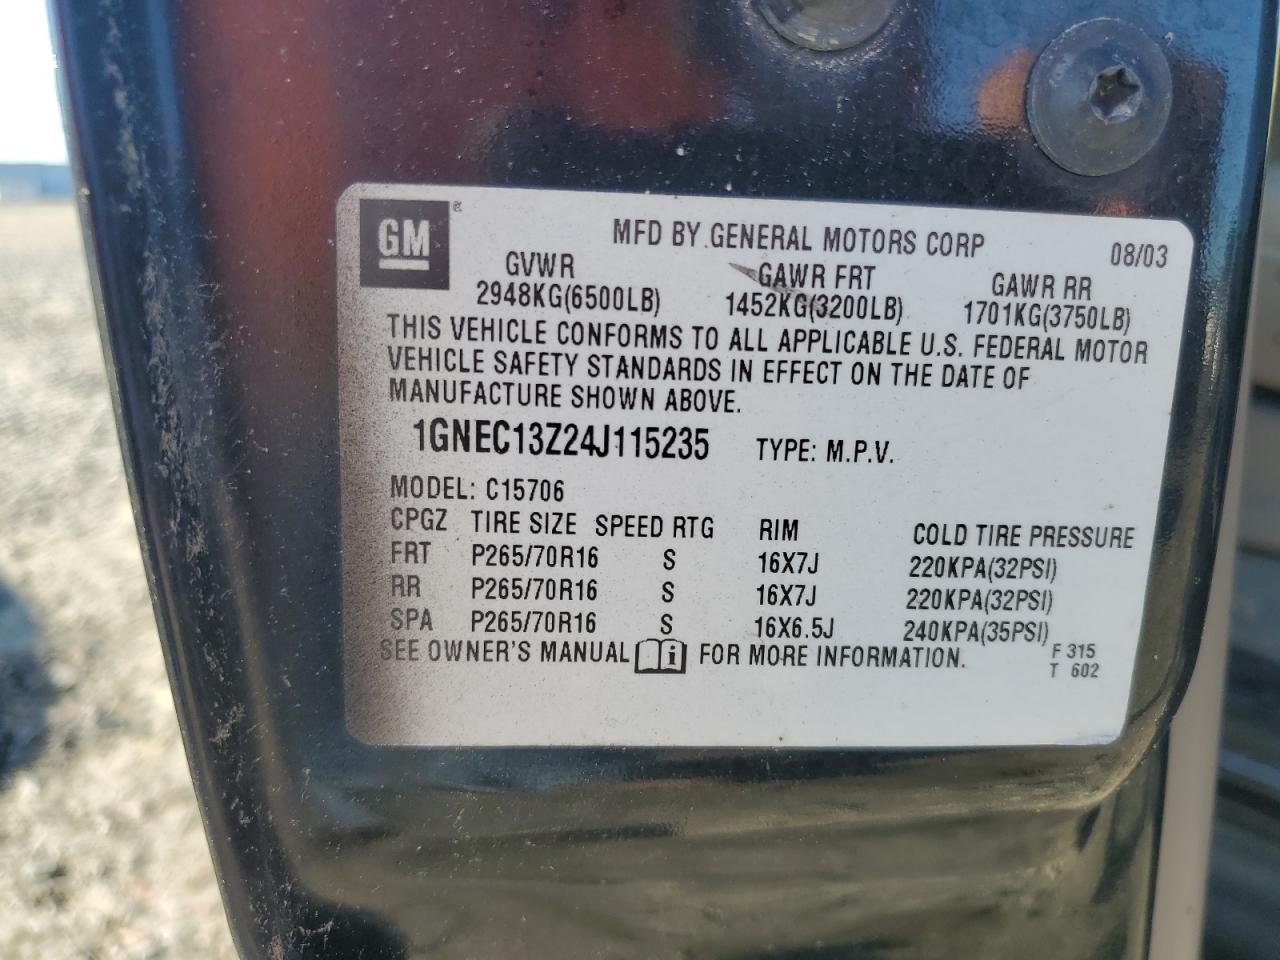 GM ® MFD BY GENERAL MOTORS CORP 08/03
GVWR GAWR FRT GAWR RR
2948KG(6500LB) 1452KG(3200LB) 1701KG(3750LB)
THIS VEHICLE CONFORMS TO ALL APPLICABLE U.S. FEDERAL MOTOR
VEHICLE SAFETY STANDARDS IN EFFECT ON THE DATE OF
MANUFACTURE SHOWN ABOVE.
1GNEC13Z24J115235 TYPE: M.P.V.
MODEL: C15706
CPGZ TIRE SIZE SPEED RTG RIM COLD TIRE PRESSURE
FRT P265/70R16 S 16X7J 220KPA(32PSI)
RR P265/70R16 S 16X7J 220KPA(32PSI)
SPA P265/70R16 S 16X6.5J 240KPA(35PSI)
SEE OWNER'S MANUAL i FOR MORE INFORMATION. F 315
T 602